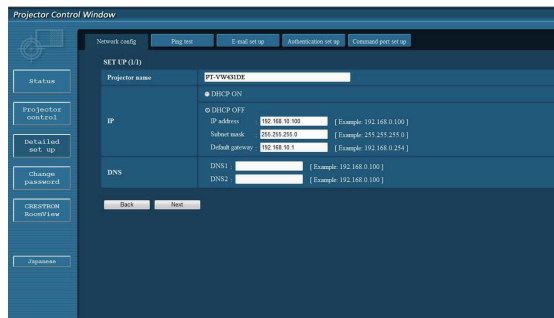 Projector Control Window
Network config Ping test E-mail set up Authentication set up Command port set up
SET UP (1/1)
Projector name PT-VW431DE
DHCP ON
IP DHCP OFF
IP address : 192.168.10.100 [ Example: 192.168.0.100 ]
Subnet mask : 255.255.255.0 [ Example: 255.255.255.0 ]
Default gateway : 192.168.10.1 [ Example: 192.168.0.254 ]
DNS DNS1 : [ Example: 192.168.0.100 ]
DNS2 : [ Example: 192.168.0.100 ]
Back Next
Status
Projector
control
Detailed
set up
Change
password
CRESTRON
RoomView
Japanese